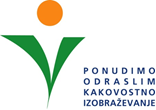 PONUDIMO
ODRASLIM
KAKOVOSTNO
IZOBRAŽEVANJE